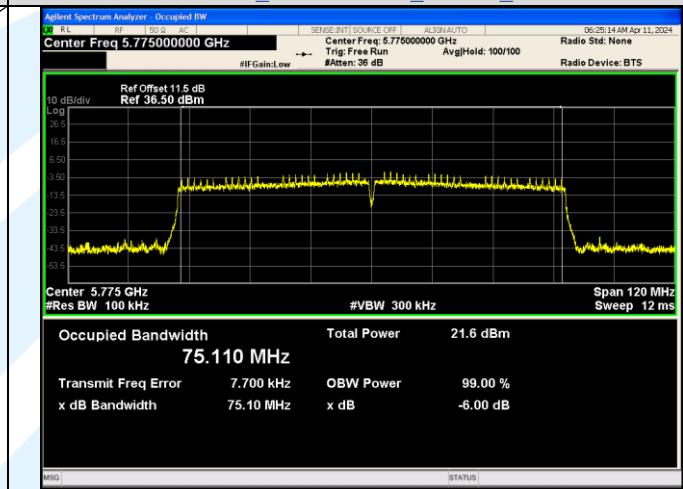 Agilent Spectrum Analyzer - Occupied BW
RL RF 50 Ω AC SENSE:INT SOURCE OFF ALIGNAUTO 06:25:14 AM Apr 11, 2024
Center Freq 5.775000000 GHz Center Freq: 5.775000000 GHz Radio Std: None
Trig: Free Run Avg|Hold: 100/100
#IFGain:Low #Atten: 36 dB Radio Device: BTS
Ref Offset 11.5 dB
10 dB/div Ref 36.50 dBm
Log
26.5
16.5
6.50
-3.50
-13.5
-23.5
-33.5
-43.5
-53.5
Center 5.775 GHz Span 120 MHz
#Res BW 100 kHz #VBW 300 kHz Sweep 12 ms
Occupied Bandwidth Total Power 21.6 dBm
75.110 MHz
Transmit Freq Error 7.700 kHz OBW Power 99.00 %
x dB Bandwidth 75.10 MHz x dB -6.00 dB
MSG STATUS